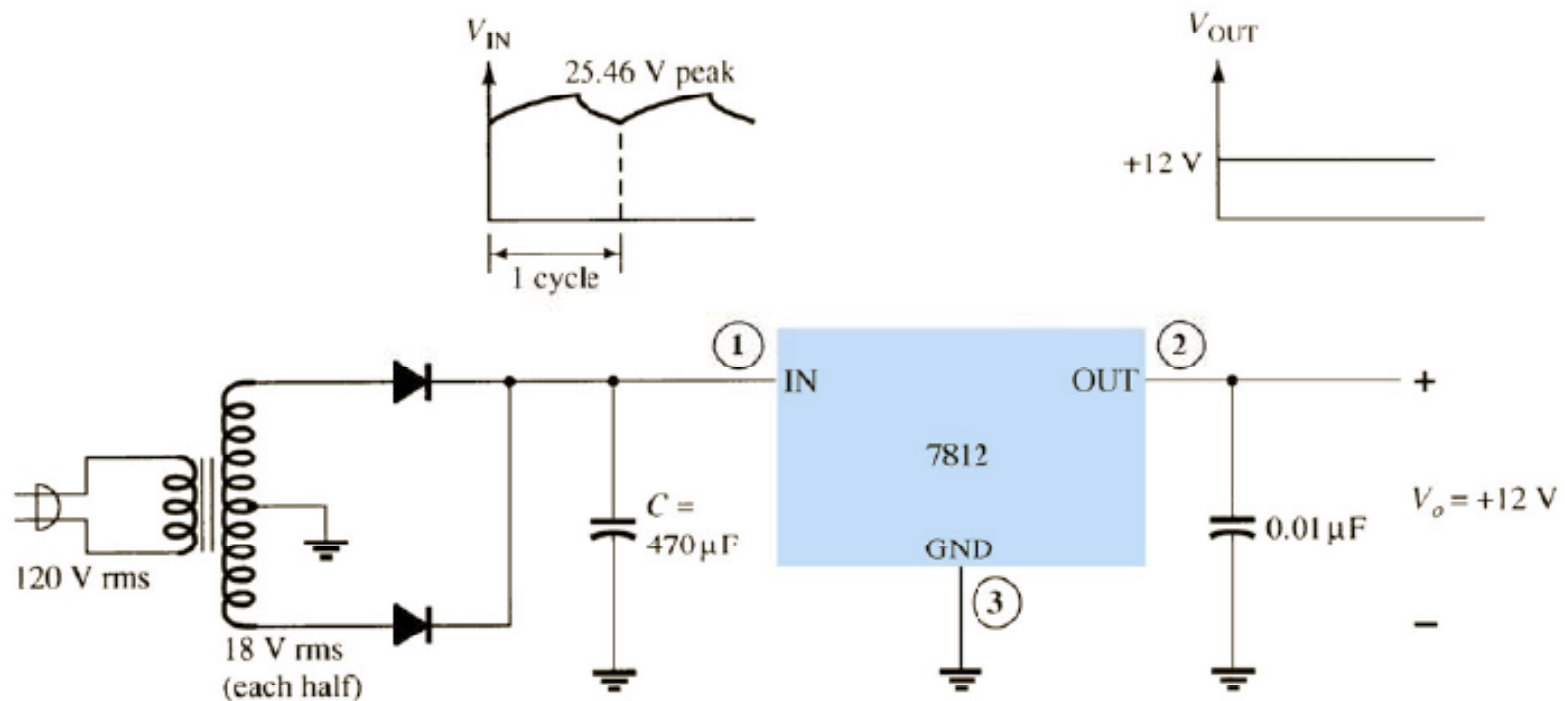 V_IN
25.46 V peak
1 cycle
V_OUT
+12 V
1
IN
OUT
2
7812
GND
3
120 V rms
18 V rms
(each half)
C =
470 µF
0.01 µF
+
V_o = +12 V
−